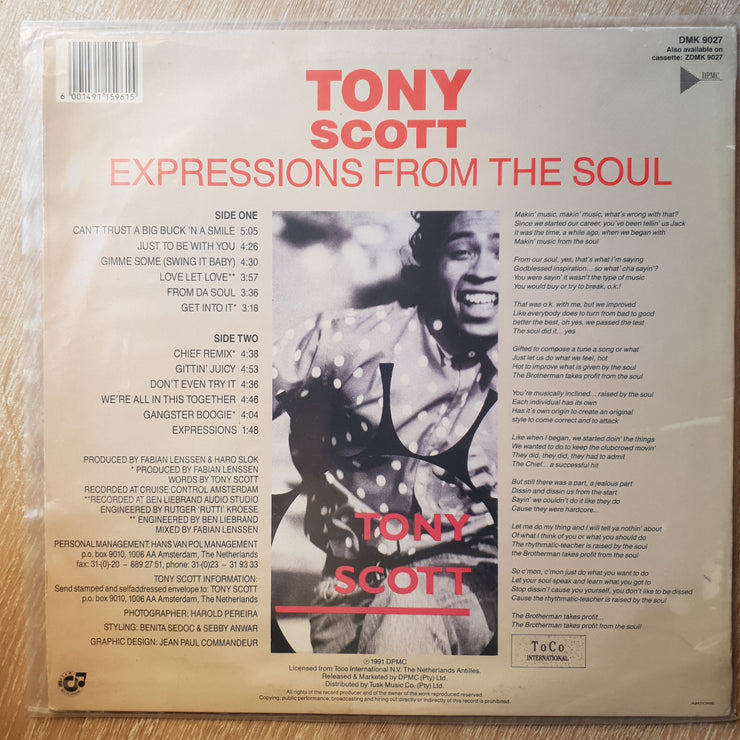 6 001491 159615
DMK 9027
Also available on
cassette: ZDMK 9027
DPMC
TONY
SCOTT
EXPRESSIONS FROM THE SOUL
SIDE ONE
CAN'T TRUST A BIG BUCK 'N A SMILE 5:05
JUST TO BE WITH YOU 4:26
GIMME SOME (SWING IT BABY) 4:30
LOVE LET LOVE** 3:57
FROM DA SOUL 3:36
GET INTO IT* 3:18
SIDE TWO
CHIEF REMIX* 4:38
GITTIN' JUICY 4:53
DON'T EVEN TRY IT 4:36
WE'RE ALL IN THIS TOGETHER 4:46
GANGSTER BOOGIE* 4:04
EXPRESSIONS 1:48
PRODUCED BY FABIAN LENSSEN & HARO SLOK
* PRODUCED BY FABIAN LENSSEN
WORDS BY TONY SCOTT
RECORDED AT CRUISE CONTROL AMSTERDAM
**RECORDED AT BEN LIEBRAND AUDIO STUDIO
ENGINEERED BY RUTGER 'RUTTI' KROESE
** ENGINEERED BY BEN LIEBRAND
MIXED BY FABIAN LENSSEN
PERSONAL MANAGEMENT: HANS VAN POL MANAGEMENT
p.o. box 9010, 1006 AA Amsterdam, The Netherlands
fax: 31-(0)-20 - 689 27 51, phone: 31-(0)23 - 31 93 33
TONY SCOTT INFORMATION:
Send stamped and selfaddressed envelope to: TONY SCOTT
p.o. box 9010, 1006 AA Amsterdam, The Netherlands
PHOTOGRAPHER: HAROLD PEREIRA
STYLING: BENITA SEDOC & SEBBY ANWAR
GRAPHIC DESIGN: JEAN PAUL COMMANDEUR
TONY
SCOTT
Makin' music, makin' music, what's wrong with that?
Since we started our career, you've been tellin' us Jack
It was the time, a while ago, when we began with
Makin' music from the soul
From our soul, yes, that's what I'm saying
Godblessed inspiration... so what' cha sayin'?
You were sayin' it wasn't the type of music
You would buy or try to break, o.k.!
That was o.k. with me, but we improved
Like everybody does to turn from bad to good
better the best, oh yes, we passed the test
The soul did it... yes
Gifted to compose a tune a song or what
Just let us do what we feel, hot
Hot to improve what is given by the soul
The Brotherman takes profit from the soul
You're musically inclined... raised by the soul
Each individual has its own
Has it's own origin to create an original
style to come correct and to attack
Like when I began, we started doin' the things
We wanted to do to keep the clubcrowd movin'
They did, they did, they had to admit
The Chief... a successful hit
But still there was a part, a jealous part
Dissin and dissin us from the start
Sayin' we couldn't do it like they do
Cause they were hardcore...
Let me do my thing and I will tell ya nothin' about
Of what I think of you or what you should do
The rhythmatic-teacher is raised by the soul
the Brotherman takes profit from the soul
So c'mon, c'mon just do what you want to do
Let your soul speak and learn what you got to
Stop dissin' cause you yourself, you don't like to be dissed
Cause the rhythmatic-teacher is raised by the soul
The Brotherman takes profit...
The Brotherman takes profit from the soul!
ToCo
INTERNATIONAL
℗1991 DPMC
Licensed from Toco International N.V. The Netherlands Antilles.
Released & Marketed by DPMC (Pty) Ltd.
Distributed by Tusk Music Co. (Pty) Ltd.
All rights of the record producer and of the owner of the work reproduced reserved.
Copying, public performance, broadcasting and hiring out directly or indirectly of this record is prohibited.